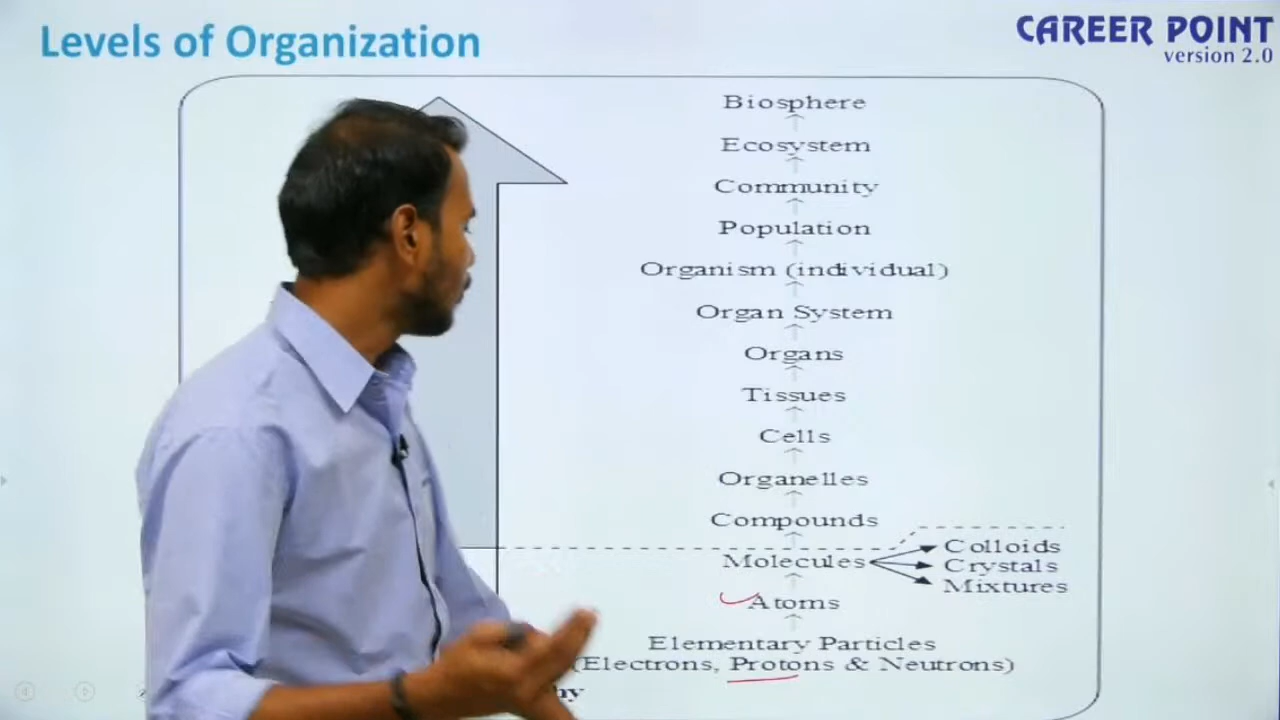 Levels of Organization
CAREER POINT
version 2.0
Biosphere
Ecosystem
Community
Population
Organism (individual)
Organ System
Organs
Tissues
Cells
Organelles
Compounds
Molecules
Colloids
Crystals
Mixtures
Atoms
Elementary Particles
(Electrons, Protons & Neutrons)